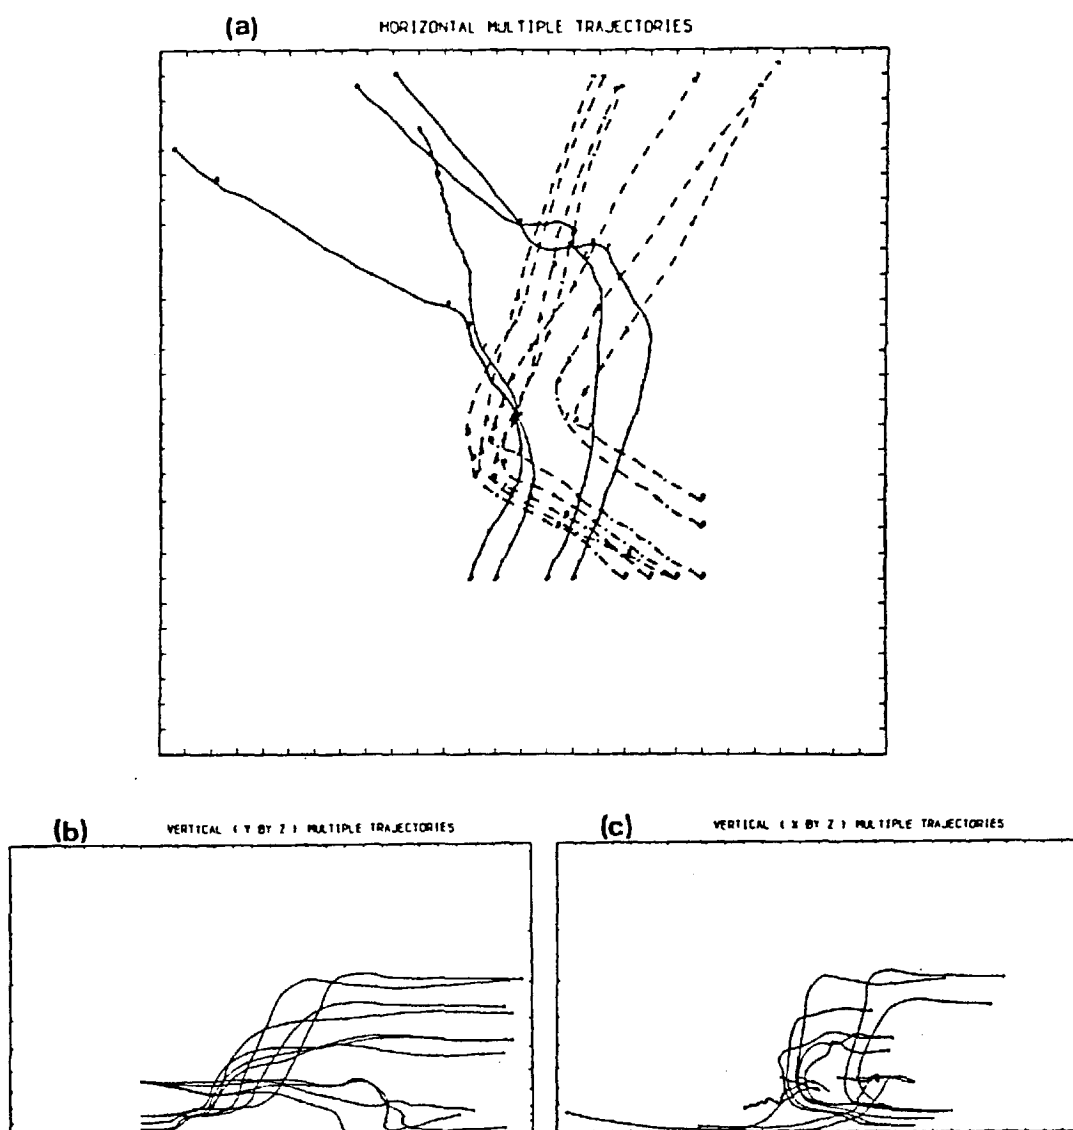 (a) HORIZONTAL MULTIPLE TRAJECTORIES
(b) VERTICAL ( Y BY Z ) MULTIPLE TRAJECTORIES
(c) VERTICAL ( X BY Z ) MULTIPLE TRAJECTORIES